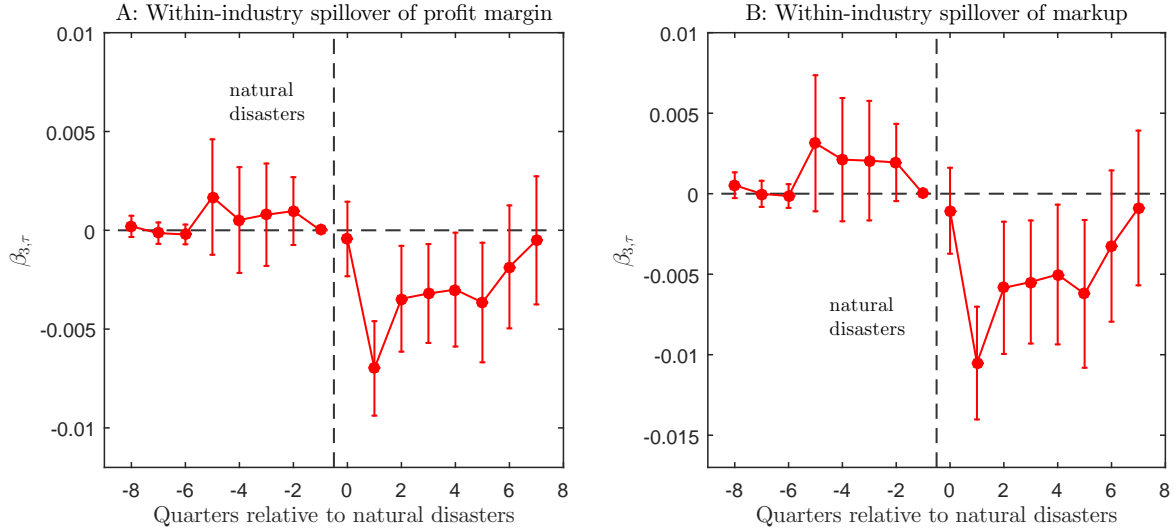 A: Within-industry spillover of profit margin
0.01
0.005
0
-0.005
-0.01
β3,τ
natural
disasters
-8 -6 -4 -2 0 2 4 6 8
Quarters relative to natural disasters
B: Within-industry spillover of markup
0.01
0.005
0
-0.005
-0.01
-0.015
β3,τ
natural
disasters
-8 -6 -4 -2 0 2 4 6 8
Quarters relative to natural disasters